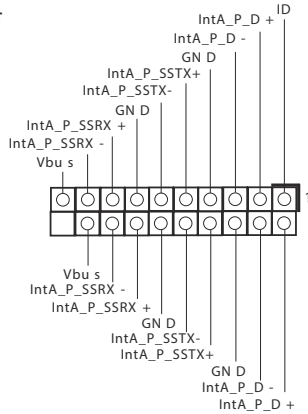 ID
IntA_P_D +
IntA_P_D -
GN D
IntA_P_SSTX+
IntA_P_SSTX-
GN D
IntA_P_SSRX +
IntA_P_SSRX -
Vbu s
1
Vbu s
IntA_P_SSRX -
IntA_P_SSRX +
GN D
IntA_P_SSTX-
IntA_P_SSTX+
GN D
IntA_P_D -
IntA_P_D +